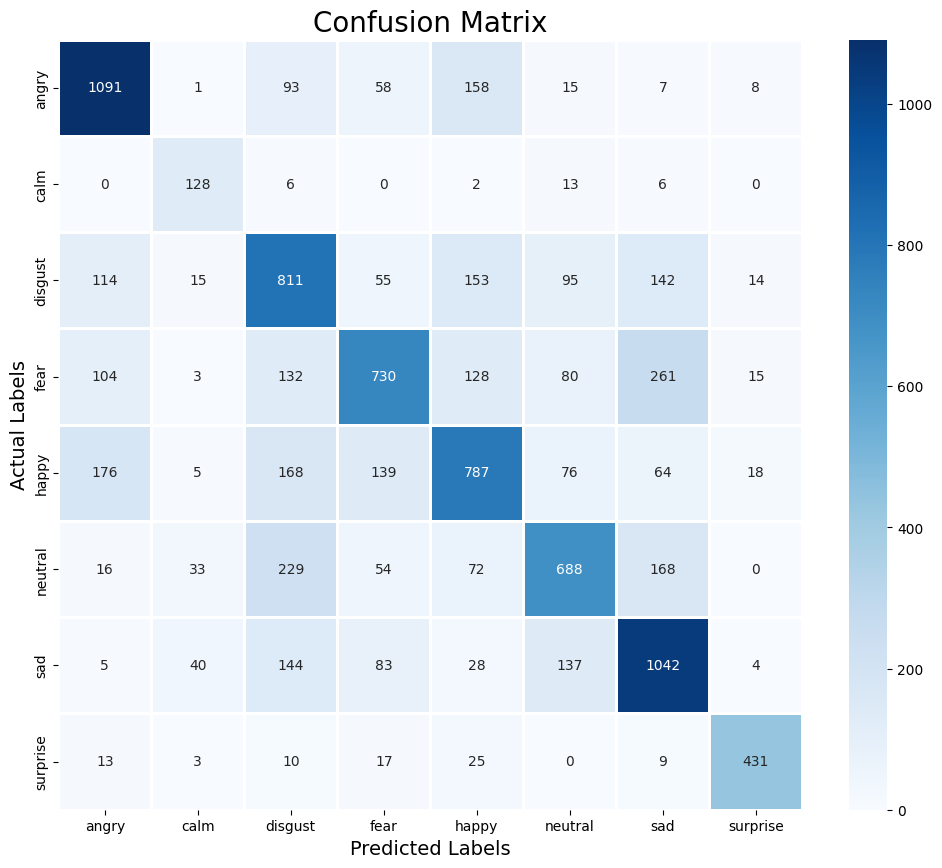 Confusion Matrix
angry 1091 1 93 58 158 15 7 8
calm 0 128 6 0 2 13 6 0
disgust 114 15 811 55 153 95 142 14
fear 104 3 132 730 128 80 261 15
happy 176 5 168 139 787 76 64 18
neutral 16 33 229 54 72 688 168 0
sad 5 40 144 83 28 137 1042 4
surprise 13 3 10 17 25 0 9 431
angry calm disgust fear happy neutral sad surprise
Actual Labels
Predicted Labels
1000
800
600
400
200
0